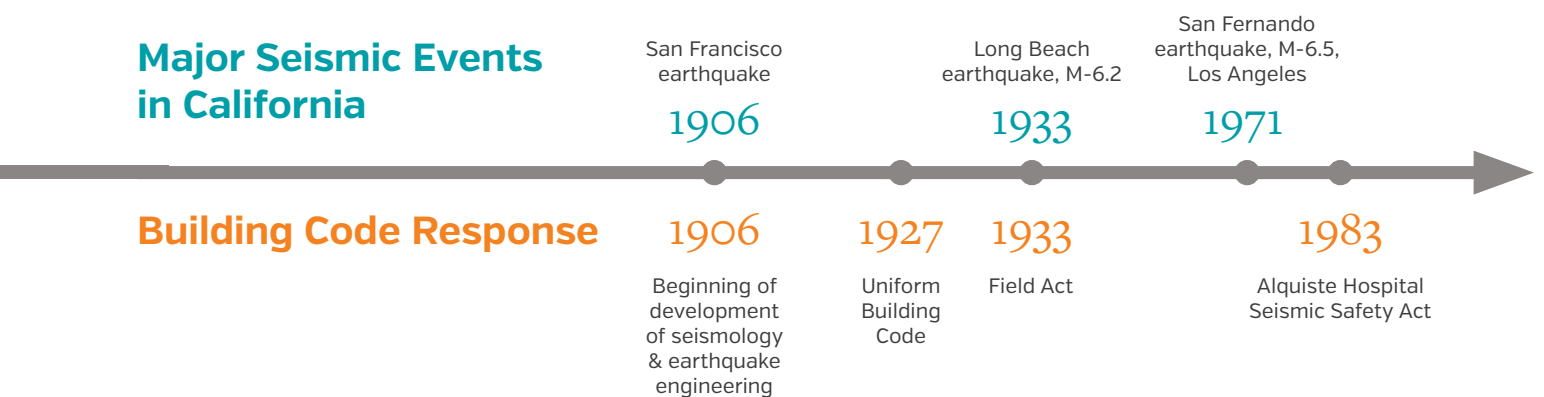 Major Seismic Events
in California
San Francisco
earthquake
1906
Long Beach
earthquake, M-6.2
1933
San Fernando
earthquake, M-6.5,
Los Angeles
1971
Building Code Response
1906
Beginning of
development
of seismology
& earthquake
engineering
1927
Uniform
Building
Code
1933
Field Act
1983
Alquiste Hospital
Seismic Safety Act